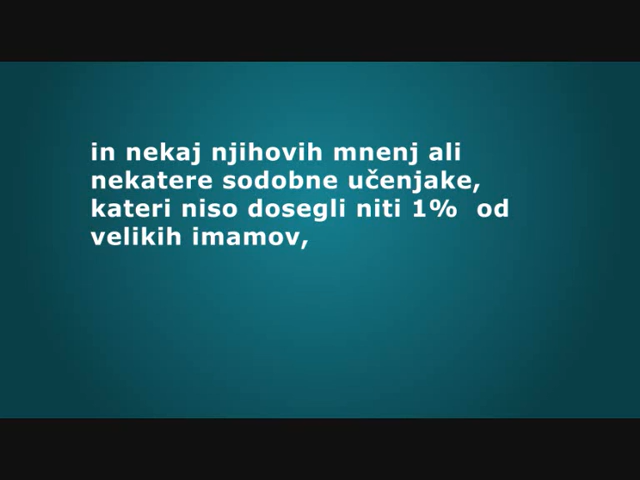 in nekaj njihovih mnenj ali
nekatere sodobne učenjake,
kateri niso dosegli niti 1%  od
velikih imamov,